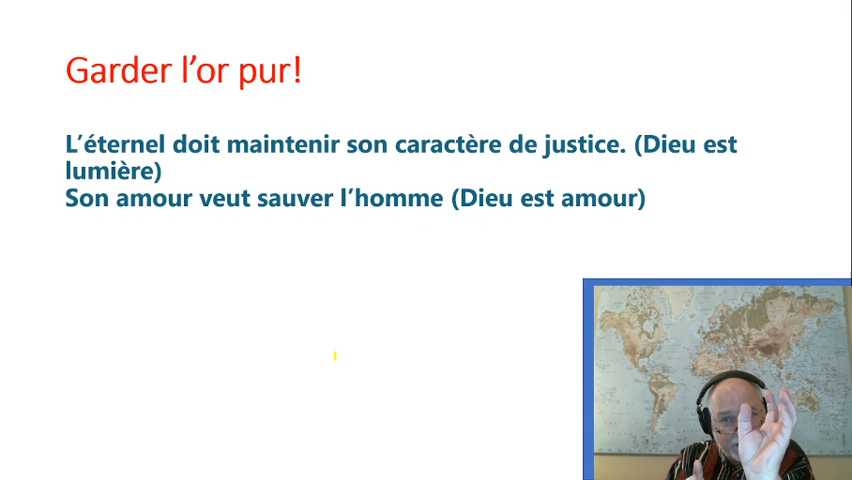 Garder l’or pur!
L’éternel doit maintenir son caractère de justice. (Dieu est
lumière)
Son amour veut sauver l’homme (Dieu est amour)